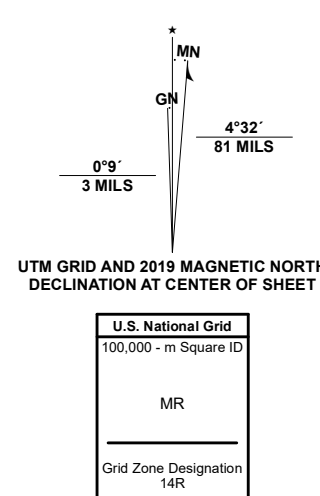 ★
MN
GN
4°32´
81 MILS
0°9´
3 MILS
UTM GRID AND 2019 MAGNETIC NORTH
DECLINATION AT CENTER OF SHEET
U.S. National Grid
100,000 - m Square ID
MR
Grid Zone Designation
14R